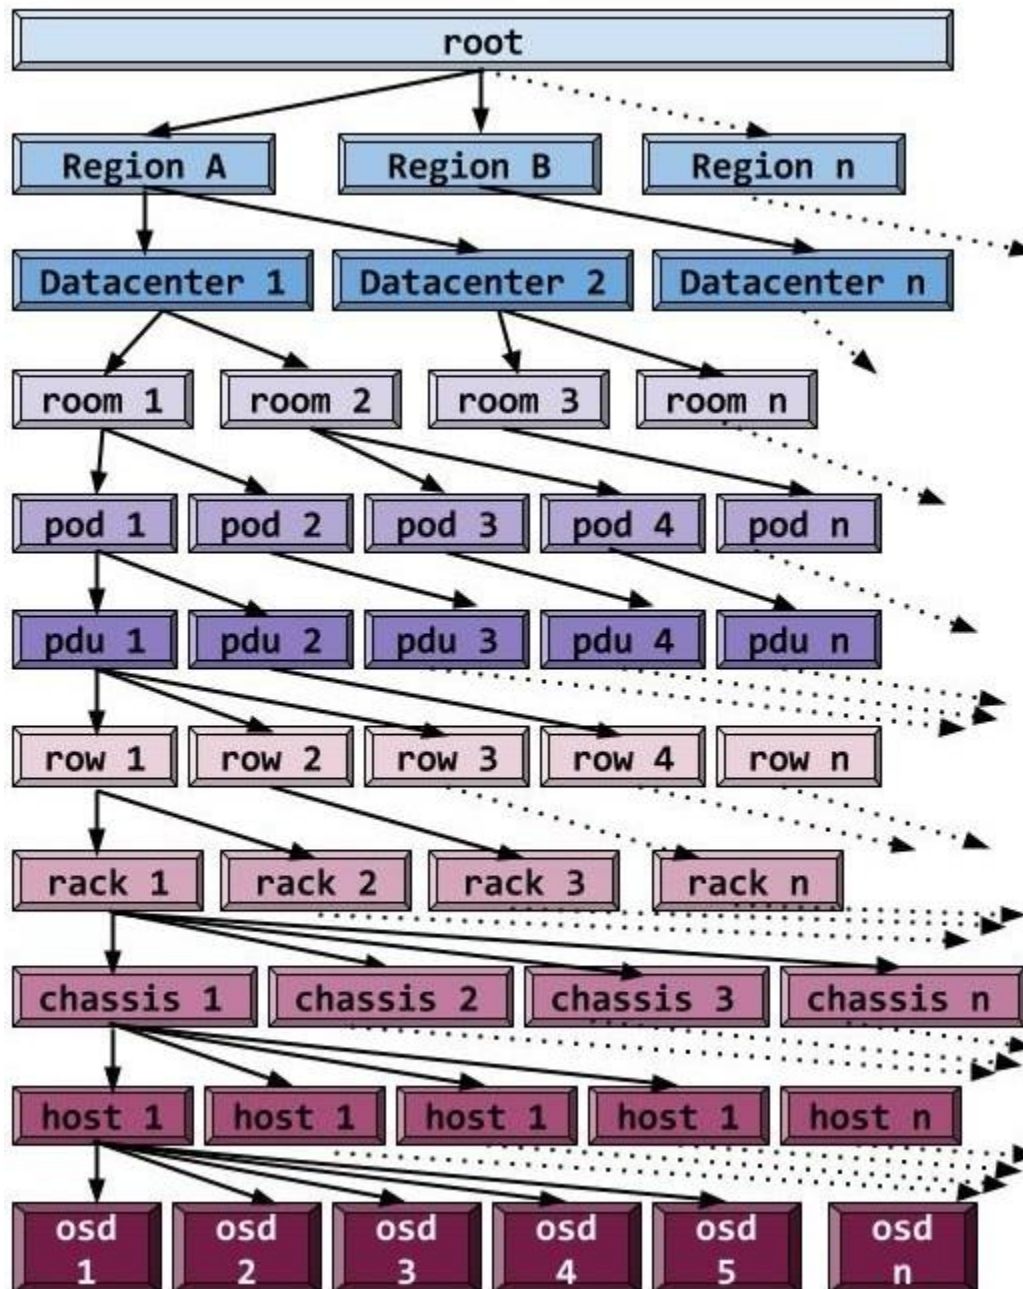 root
Region A Region B Region n
Datacenter 1 Datacenter 2 Datacenter n
room 1 room 2 room 3 room n
pod 1 pod 2 pod 3 pod 4 pod n
pdu 1 pdu 2 pdu 3 pdu 4 pdu n
row 1 row 2 row 3 row 4 row n
rack 1 rack 2 rack 3 rack n
chassis 1 chassis 2 chassis 3 chassis n
host 1 host 1 host 1 host 1 host n
osd osd osd osd osd osd
1 2 3 4 5 n